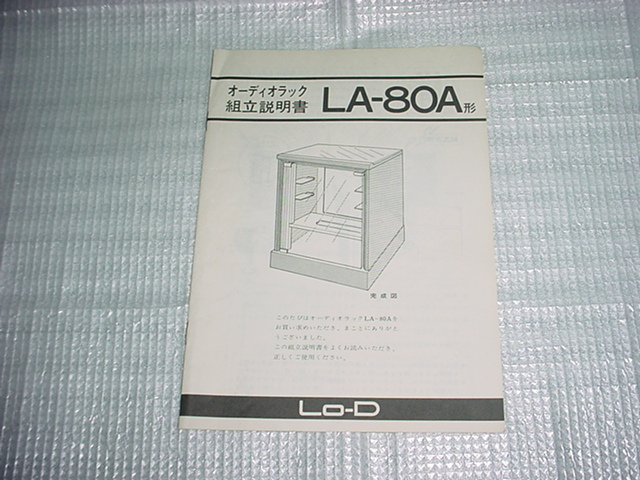 オーディオラック
組立説明書 LA-80A形
完成図
このたびはオーディオラックLA-80Aを
お買い求めいただき、まことにありがと
うございました。
この組立説明書をよくお読みいただき、
正しくご使用ください。
Lo-D